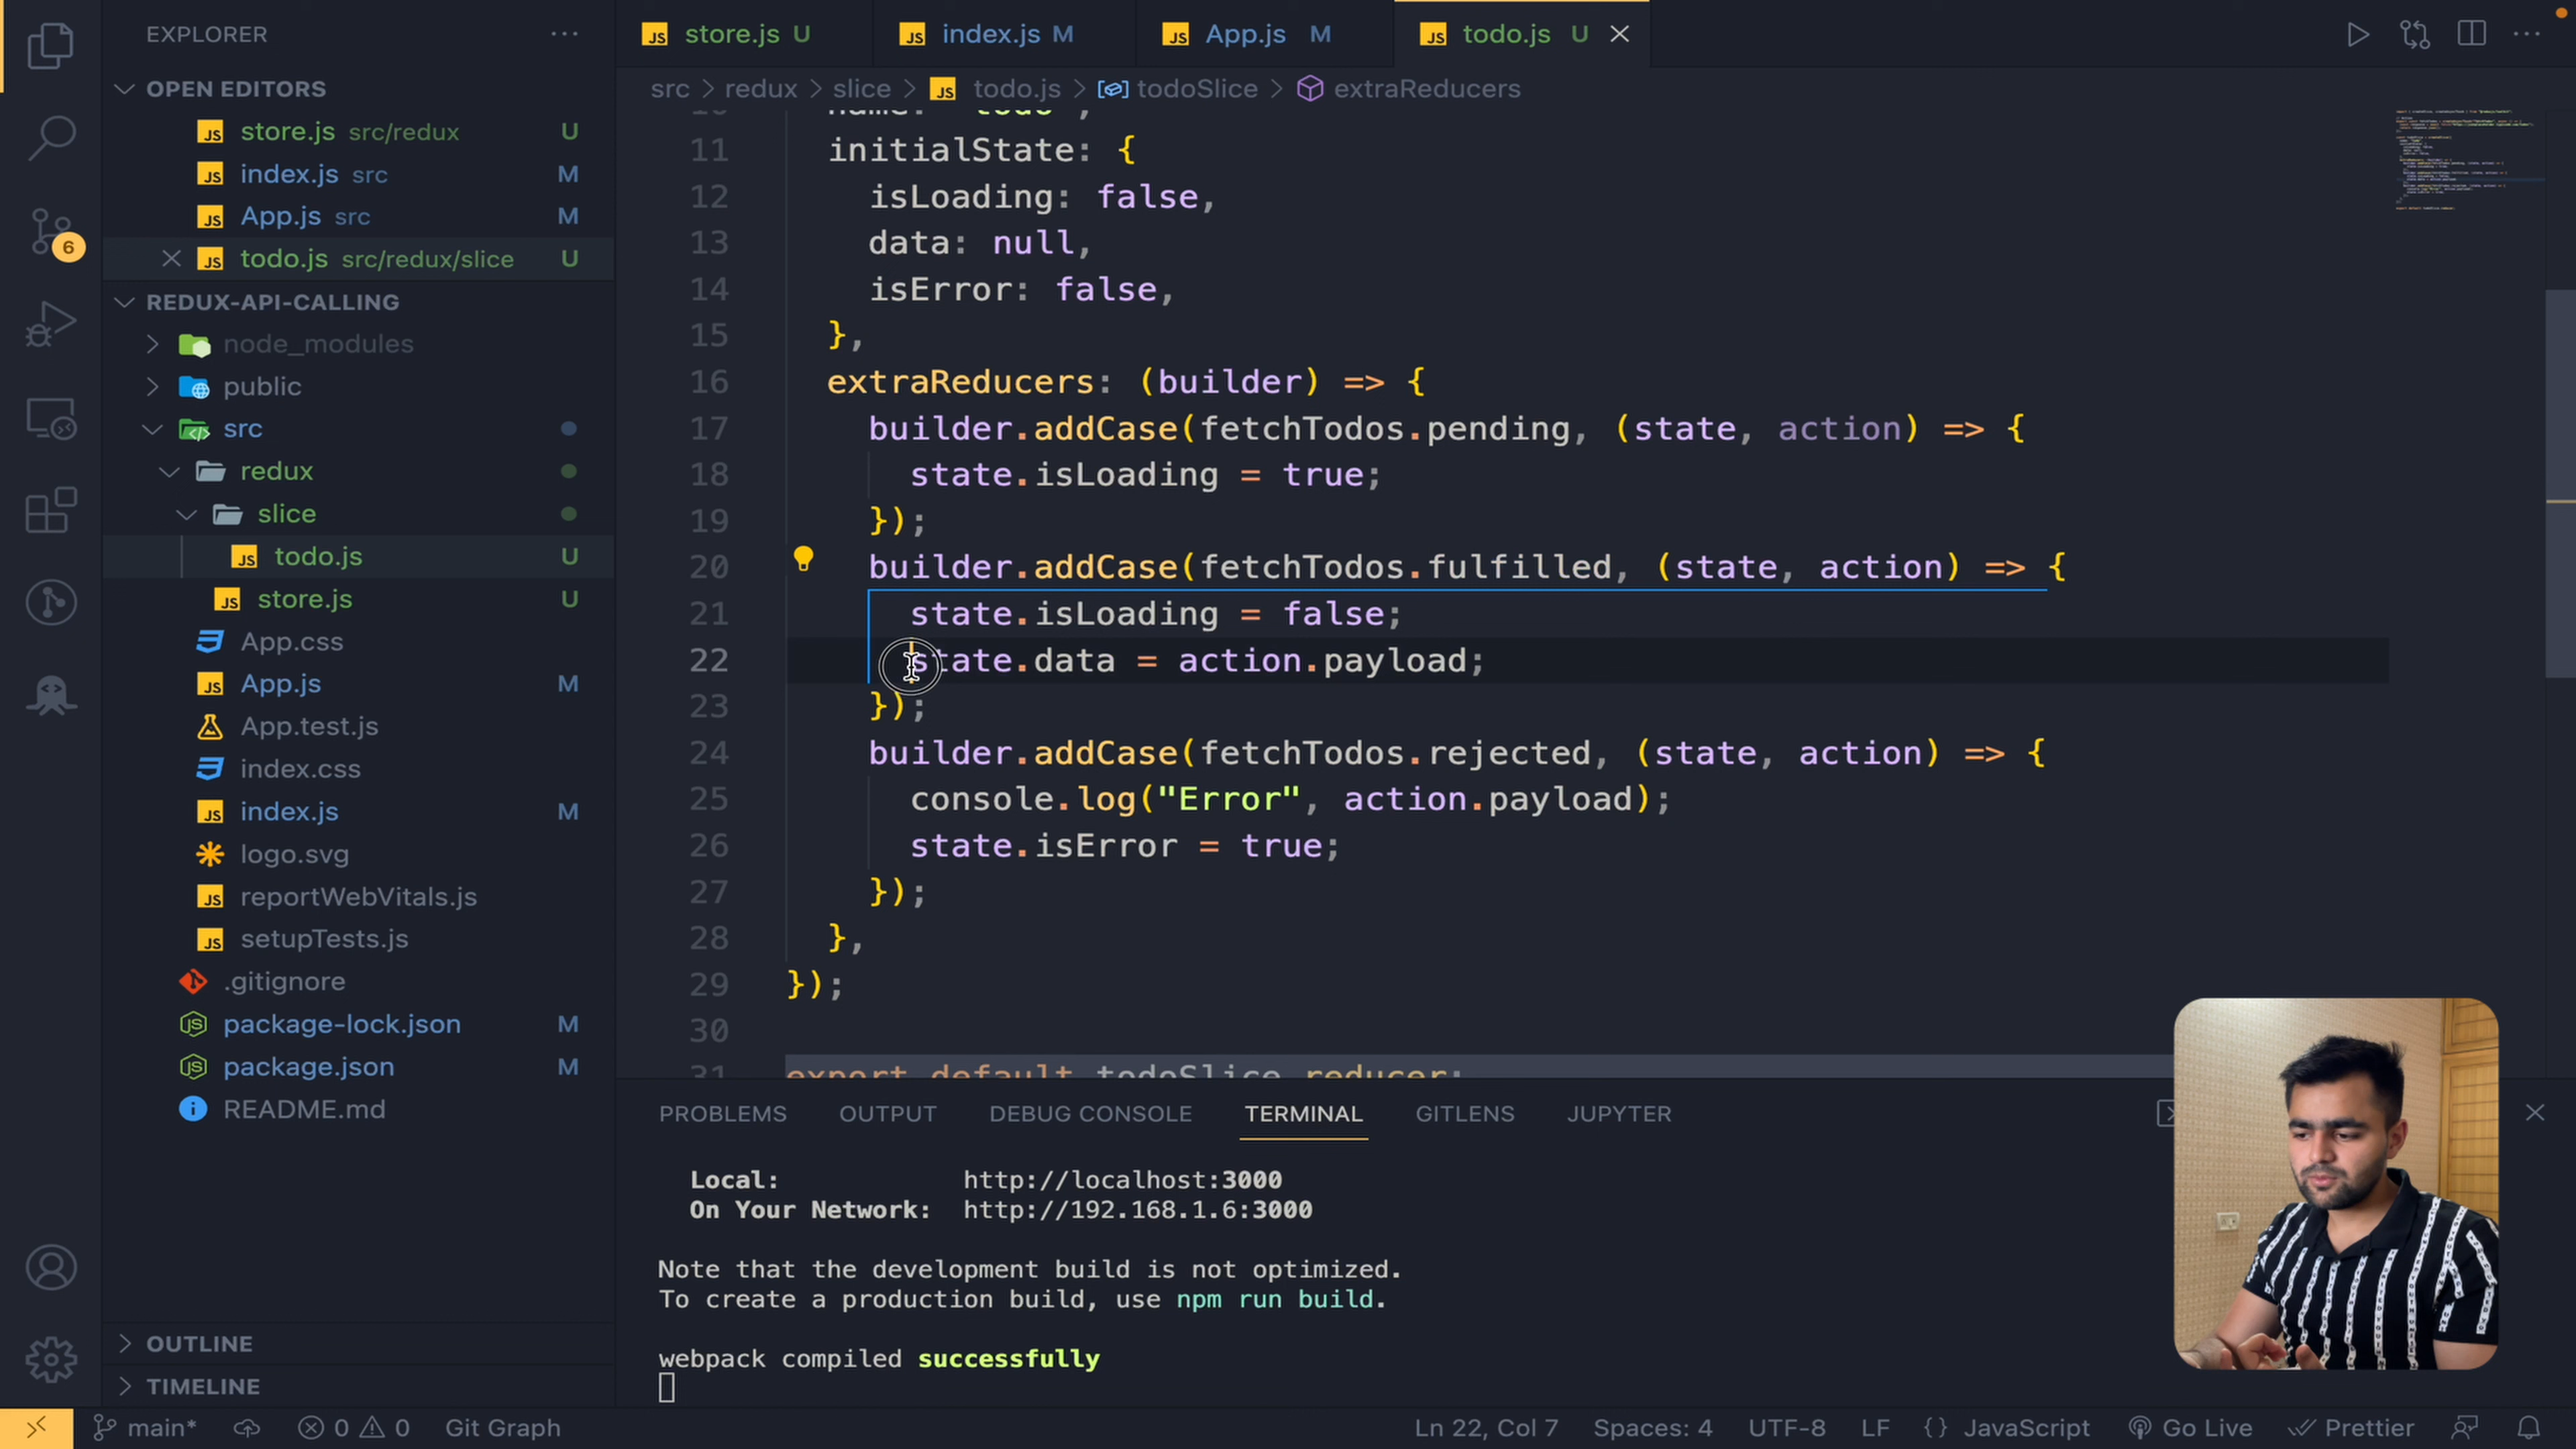 EXPLORER
OPEN EDITORS
store.js src/redux U
index.js src M
App.js src M
todo.js src/redux/slice U
REDUX-API-CALLING
node_modules
public
src
redux
slice
todo.js U
store.js U
App.css
App.js M
App.test.js
index.css
index.js M
logo.svg
reportWebVitals.js
setupTests.js
.gitignore
package-lock.json M
package.json M
README.md
OUTLINE
TIMELINE
6
store.js U index.js M App.js M todo.js U
src > redux > slice > todo.js > todoSlice > extraReducers
10 name: "todo",
11 initialState: {
12 isLoading: false,
13 data: null,
14 isError: false,
15 },
16 extraReducers: (builder) => {
17 builder.addCase(fetchTodos.pending, (state, action) => {
18 state.isLoading = true;
19 });
20 builder.addCase(fetchTodos.fulfilled, (state, action) => {
21 state.isLoading = false;
22 state.data = action.payload;
23 });
24 builder.addCase(fetchTodos.rejected, (state, action) => {
25 console.log("Error", action.payload);
26 state.isError = true;
27 });
28 },
29 });
30
31 export default todoSlice.reducer;
PROBLEMS OUTPUT DEBUG CONSOLE TERMINAL GITLENS JUPYTER
Local: http://localhost:3000
On Your Network: http://192.168.1.6:3000
Note that the development build is not optimized.
To create a production build, use npm run build.
webpack compiled successfully
main* 0 0 Git Graph Ln 22, Col 7 Spaces: 4 UTF-8 LF {} JavaScript Go Live Prettier